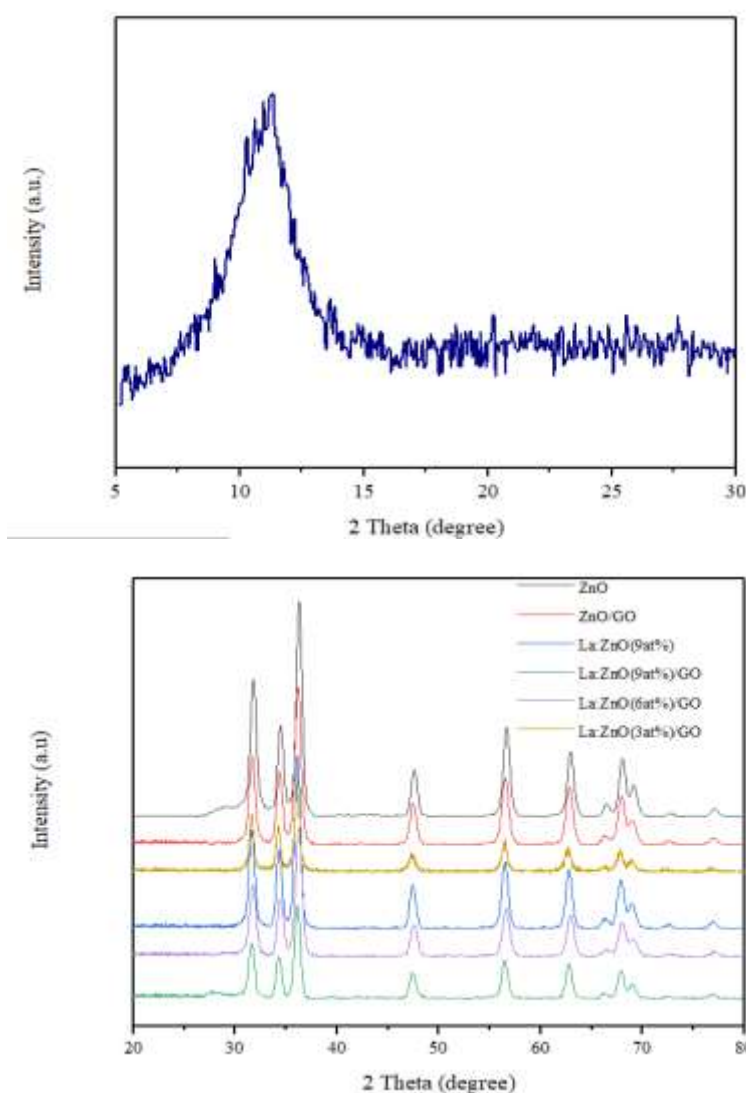 Intensity (a.u.)
5 10 15 20 25 30
2 Theta (degree)
ZnO
ZnO/GO
La:ZnO(9at%)
La:ZnO(9at%)/GO
La:ZnO(6at%)/GO
La:ZnO(3at%)/GO
Intensity (a.u)
20 30 40 50 60 70 80
2 Theta (degree)